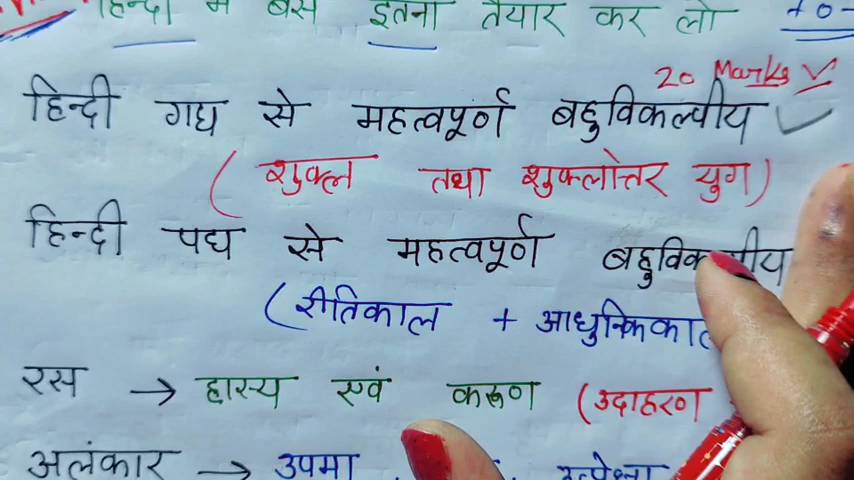 हिन्दी में बस इतना तैयार कर लो
20 Marks
हिन्दी गद्य से महत्वपूर्ण बहुविकल्पीय
(शुक्ल तथा शुक्लोत्तर युग)
हिन्दी पद्य से महत्वपूर्ण
(रीतिकाल + आधुनिककाल
रस → हास्य एवं करूण (उदाहरण
अलंकार → उपमा, उत्प्रेक्षा